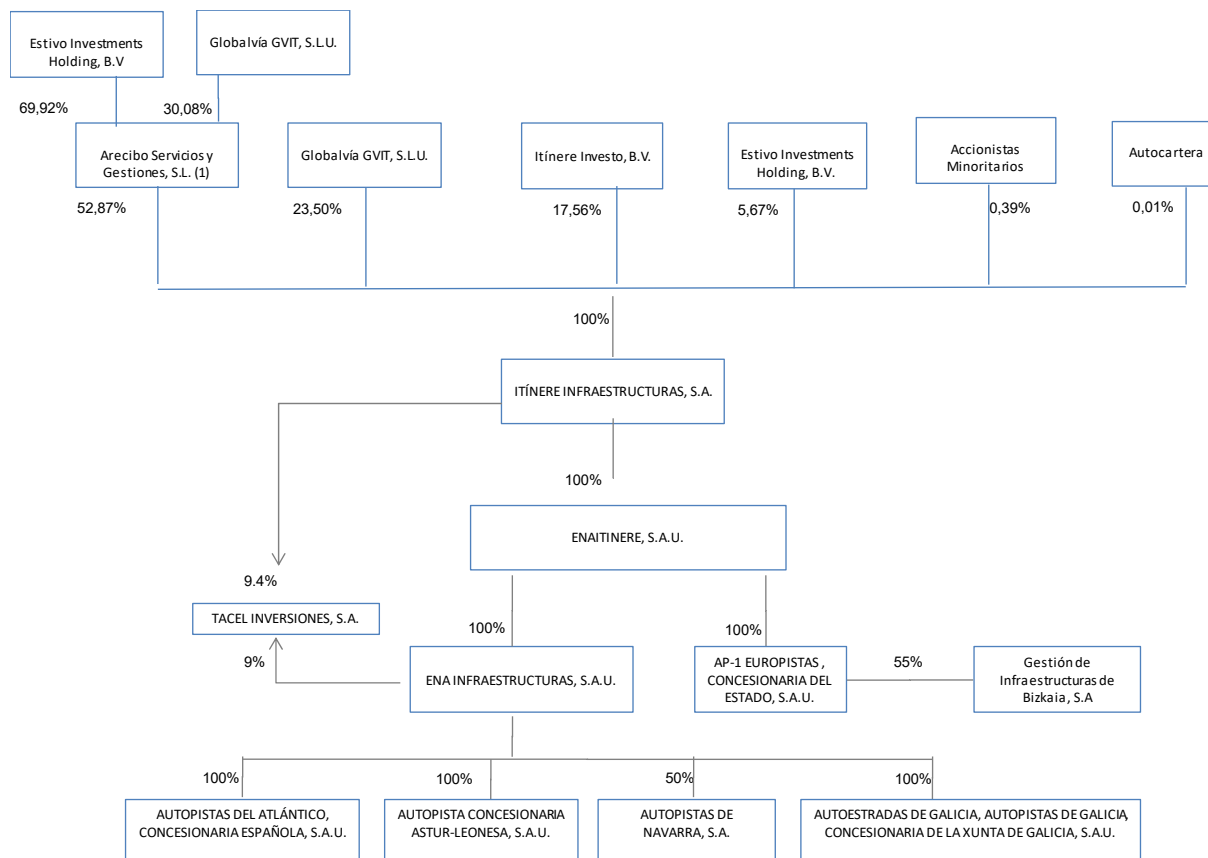 Estivo Investments
Holding, B.V
Globalvía GVIT, S.L.U.
69,92%
30,08%
Arecibo Servicios y
Gestiones, S.L. (1)
Globalvía GVIT, S.L.U.
Itínere Investo, B.V.
Estivo Investments
Holding, B.V.
Accionistas
Minoritarios
Autocartera
52,87%
23,50%
17,56%
5,67%
0,39%
0,01%
100%
ITÍNERE INFRAESTRUCTURAS, S.A.
100%
ENAITINERE, S.A.U.
9.4%
TACEL INVERSIONES, S.A.
100%
100%
9%
ENA INFRAESTRUCTURAS, S.A.U.
AP-1 EUROPISTAS ,
CONCESIONARIA DEL
ESTADO, S.A.U.
55%
Gestión de
Infraestructuras de
Bizkaia, S.A
100%
100%
50%
100%
AUTOPISTAS DEL ATLÁNTICO,
CONCESIONARIA ESPAÑOLA, S.A.U.
AUTOPISTA CONCESIONARIA
ASTUR-LEONESA, S.A.U.
AUTOPISTAS DE
NAVARRA, S.A.
AUTOESTRADAS DE GALICIA, AUTOPISTAS DE GALICIA,
CONCESIONARIA DE LA XUNTA DE GALICIA, S.A.U.